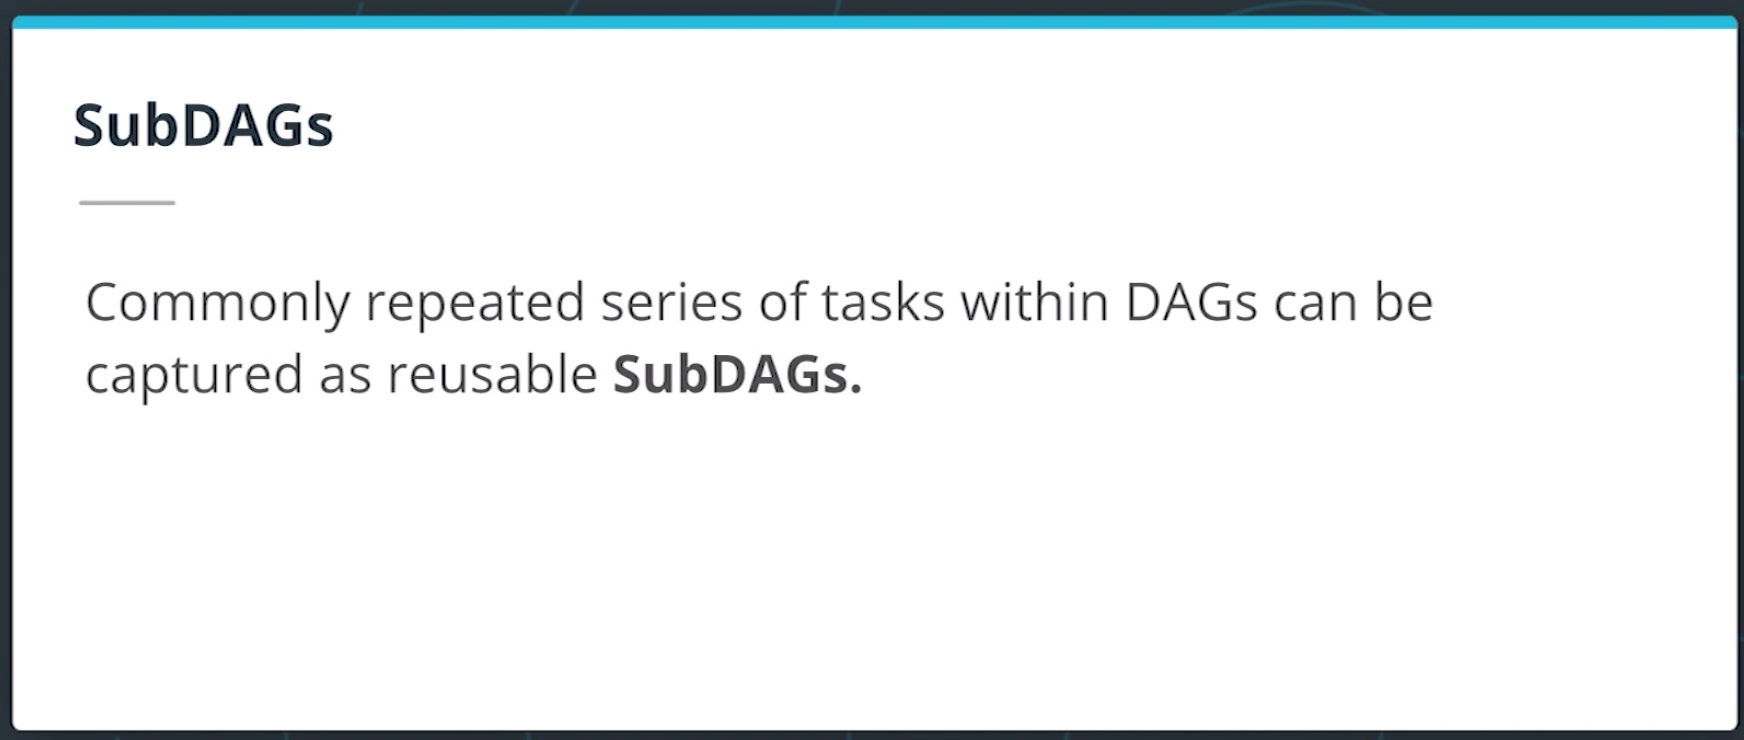 SubDAGs
Commonly repeated series of tasks within DAGs can be
captured as reusable SubDAGs.